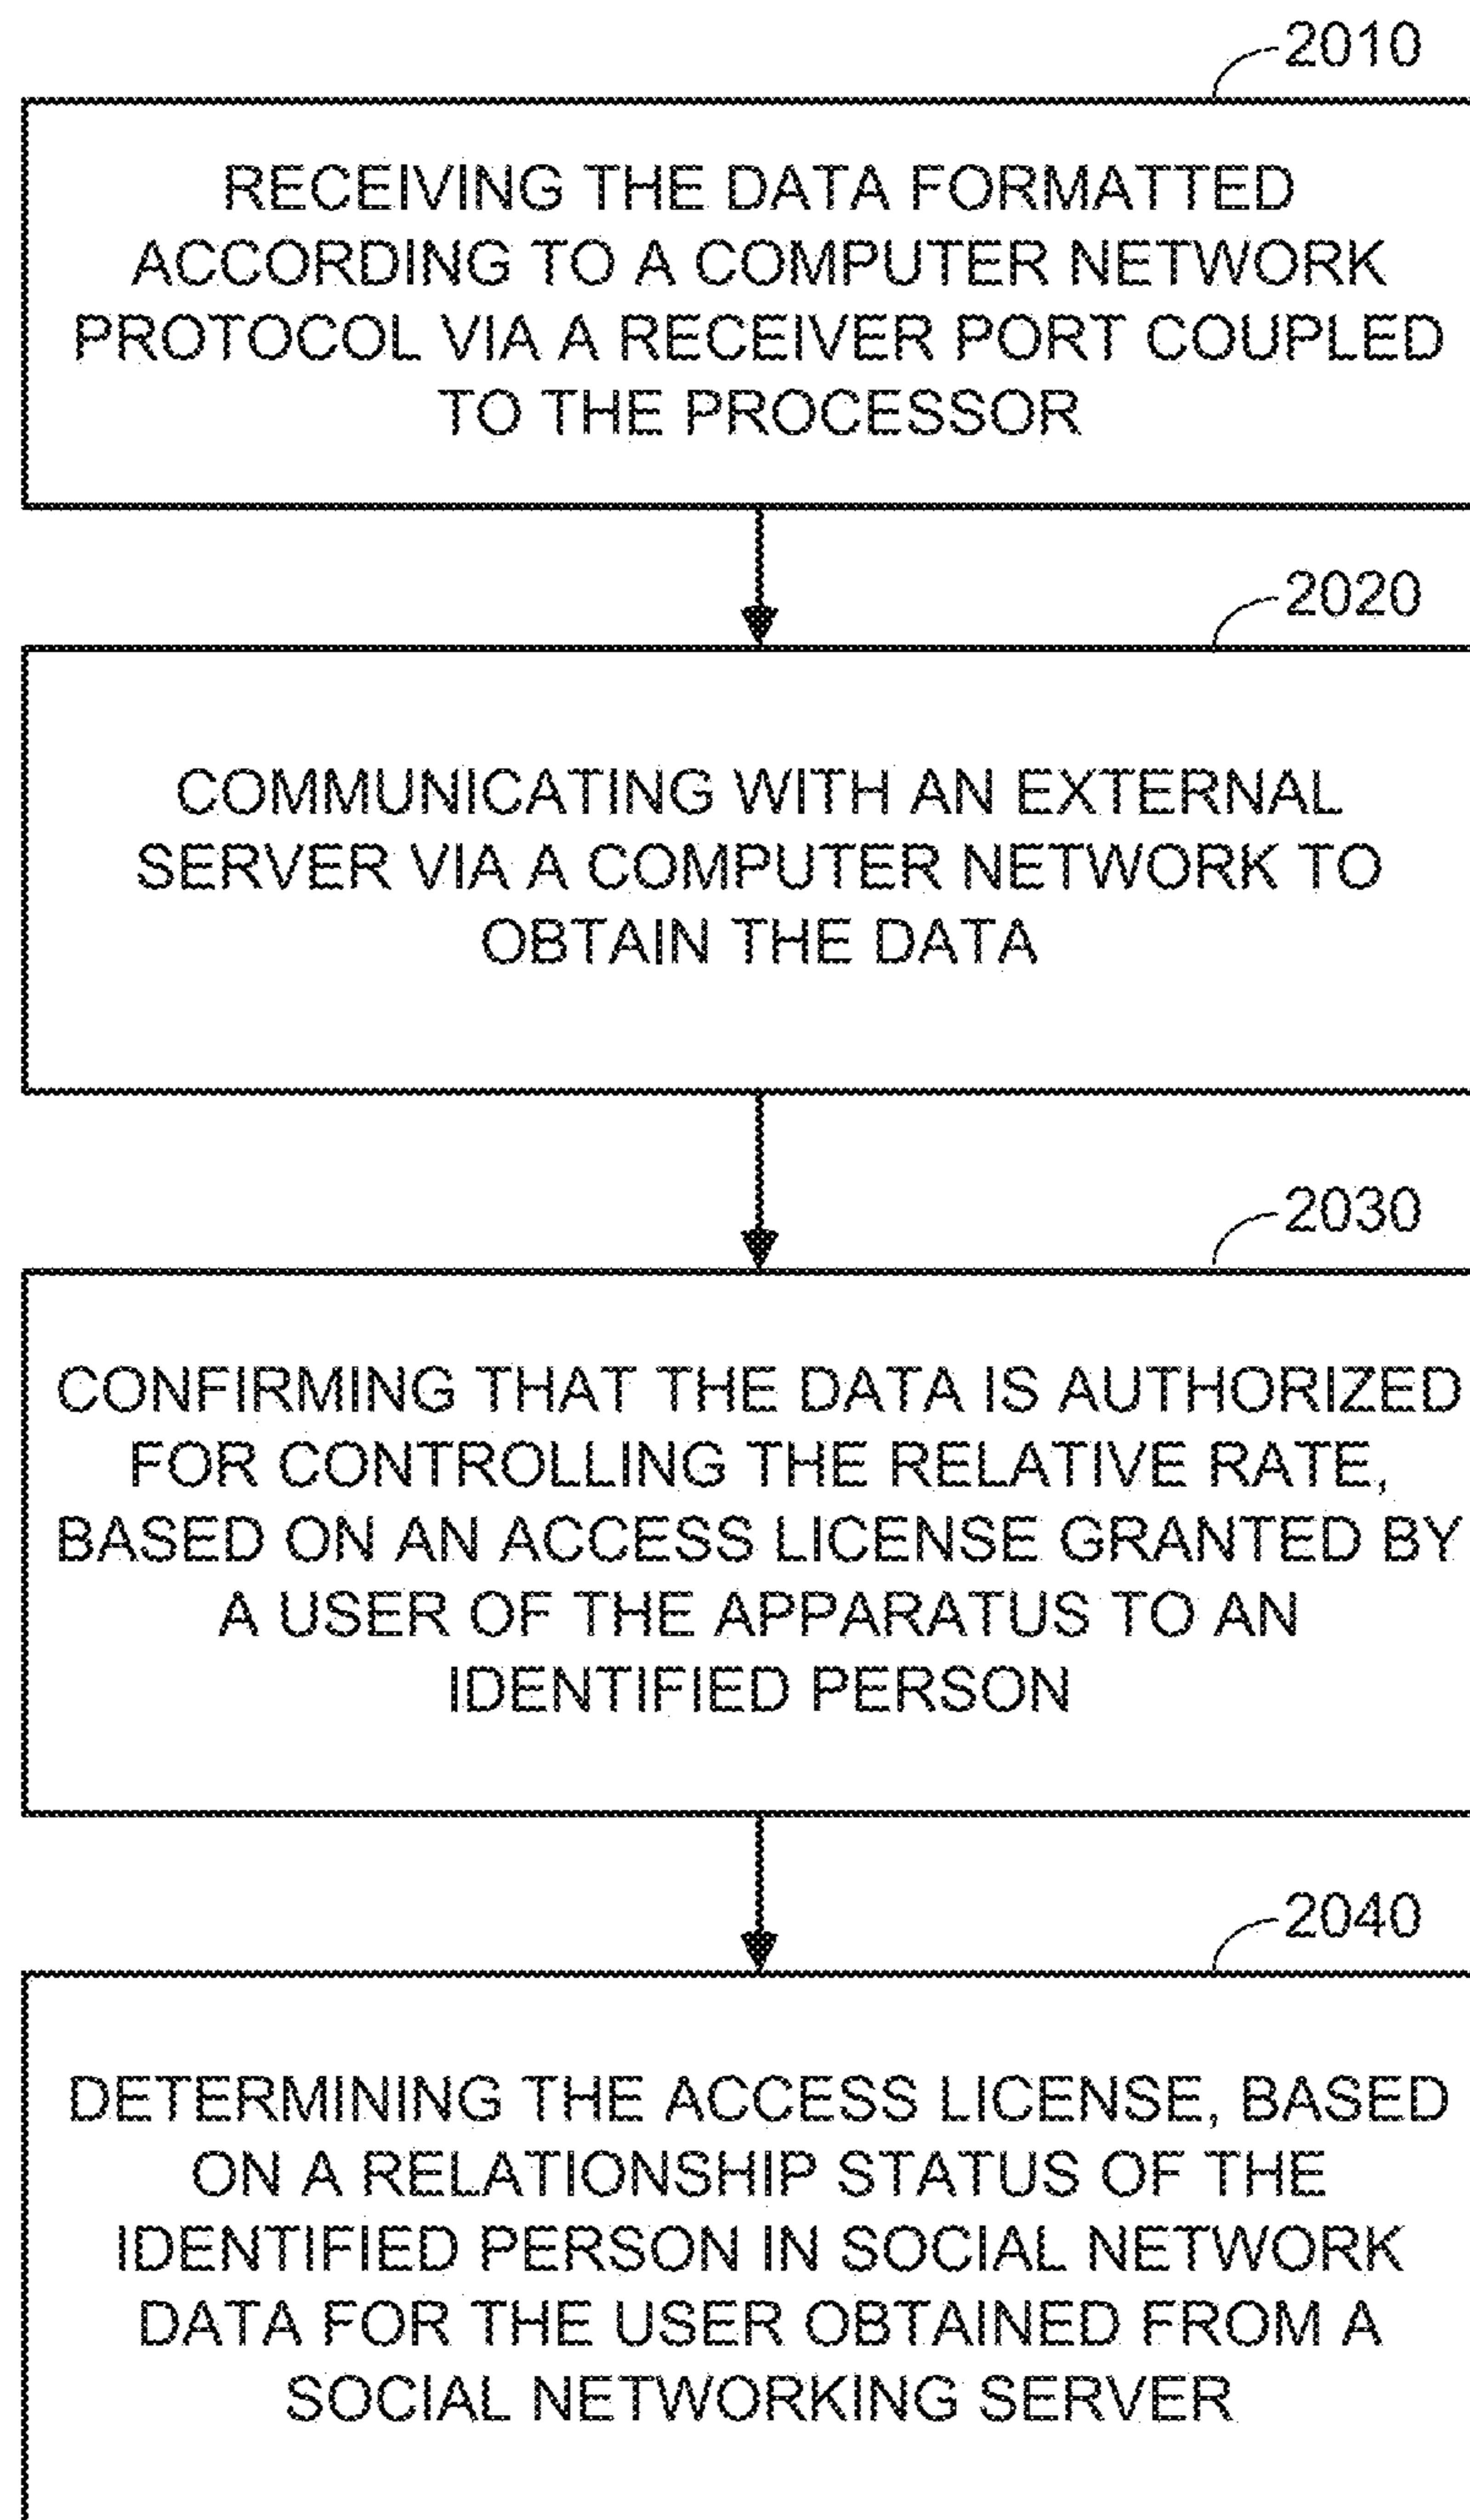 2010
RECEIVING THE DATA FORMATTED
ACCORDING TO A COMPUTER NETWORK
PROTOCOL VIA A RECEIVER PORT COUPLED
TO THE PROCESSOR
2020
COMMUNICATING WITH AN EXTERNAL
SERVER VIA A COMPUTER NETWORK TO
OBTAIN THE DATA
2030
CONFIRMING THAT THE DATA IS AUTHORIZED
FOR CONTROLLING THE RELATIVE RATE,
BASED ON AN ACCESS LICENSE GRANTED BY
A USER OF THE APPARATUS TO AN
IDENTIFIED PERSON
2040
DETERMINING THE ACCESS LICENSE, BASED
ON A RELATIONSHIP STATUS OF THE
IDENTIFIED PERSON IN SOCIAL NETWORK
DATA FOR THE USER OBTAINED FROM A
SOCIAL NETWORKING SERVER